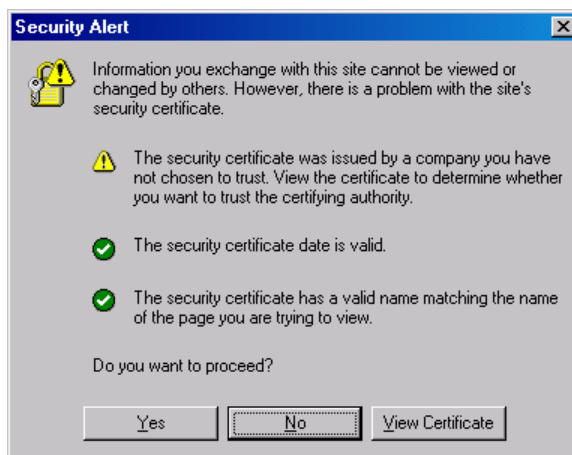 Security Alert
Information you exchange with this site cannot be viewed or
changed by others. However, there is a problem with the site's
security certificate.
The security certificate was issued by a company you have
not chosen to trust. View the certificate to determine whether
you want to trust the certifying authority.
The security certificate date is valid.
The security certificate has a valid name matching the name
of the page you are trying to view.
Do you want to proceed?
Yes
No
View Certificate